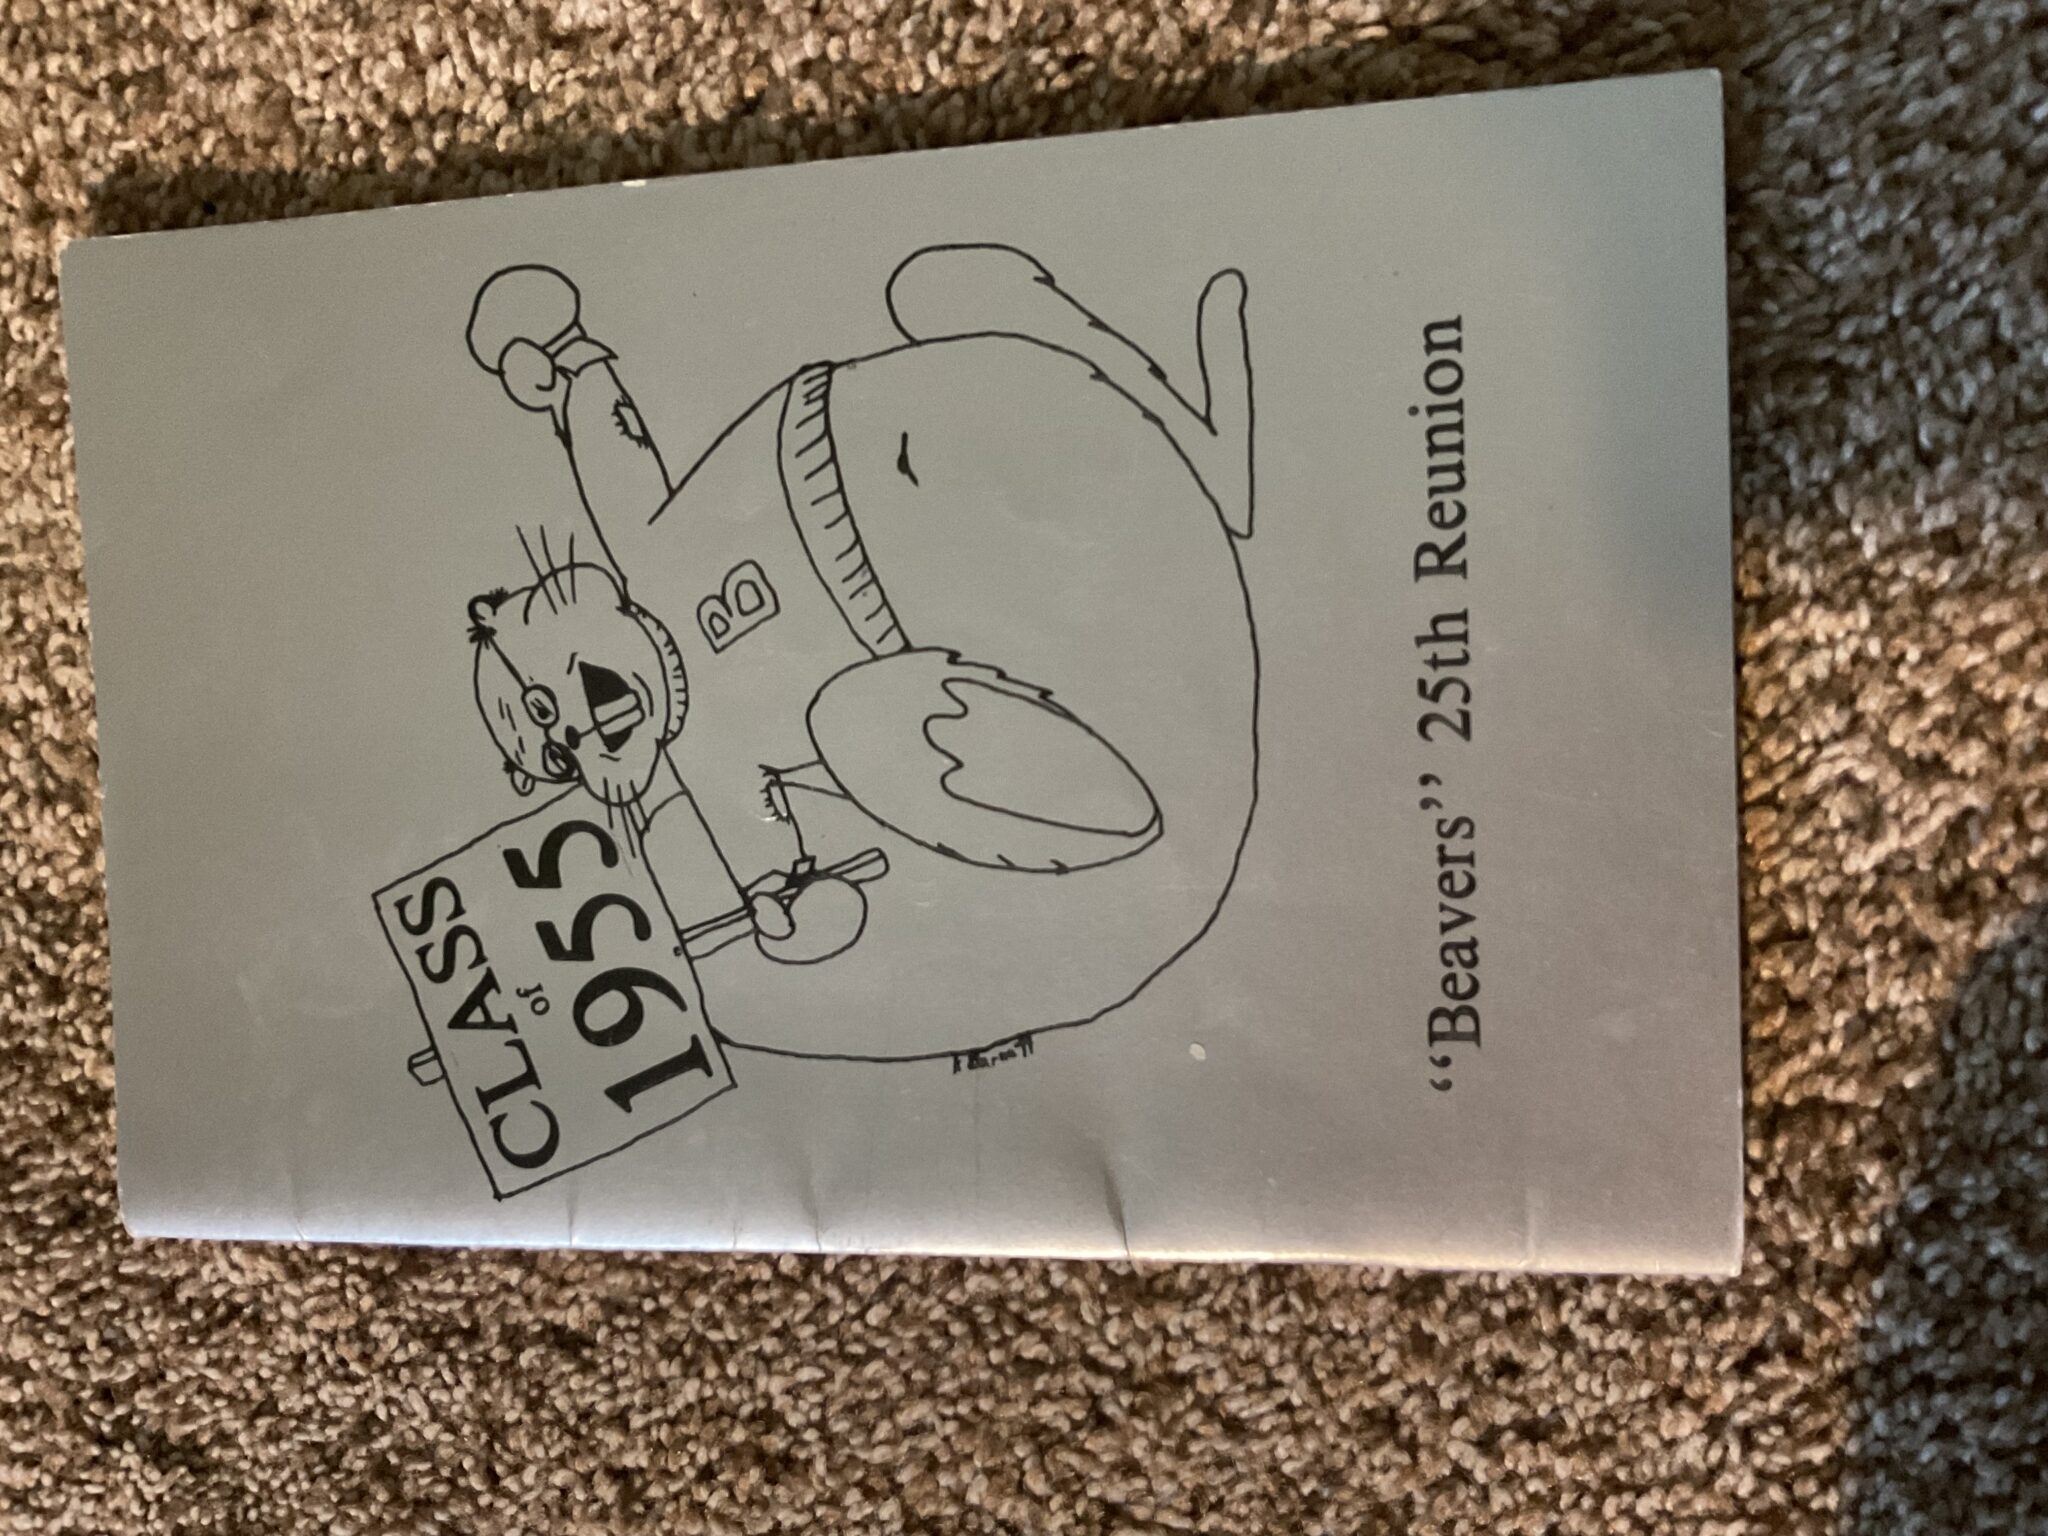 CLASS
of
1955
B
“Beavers” 25th Reunion